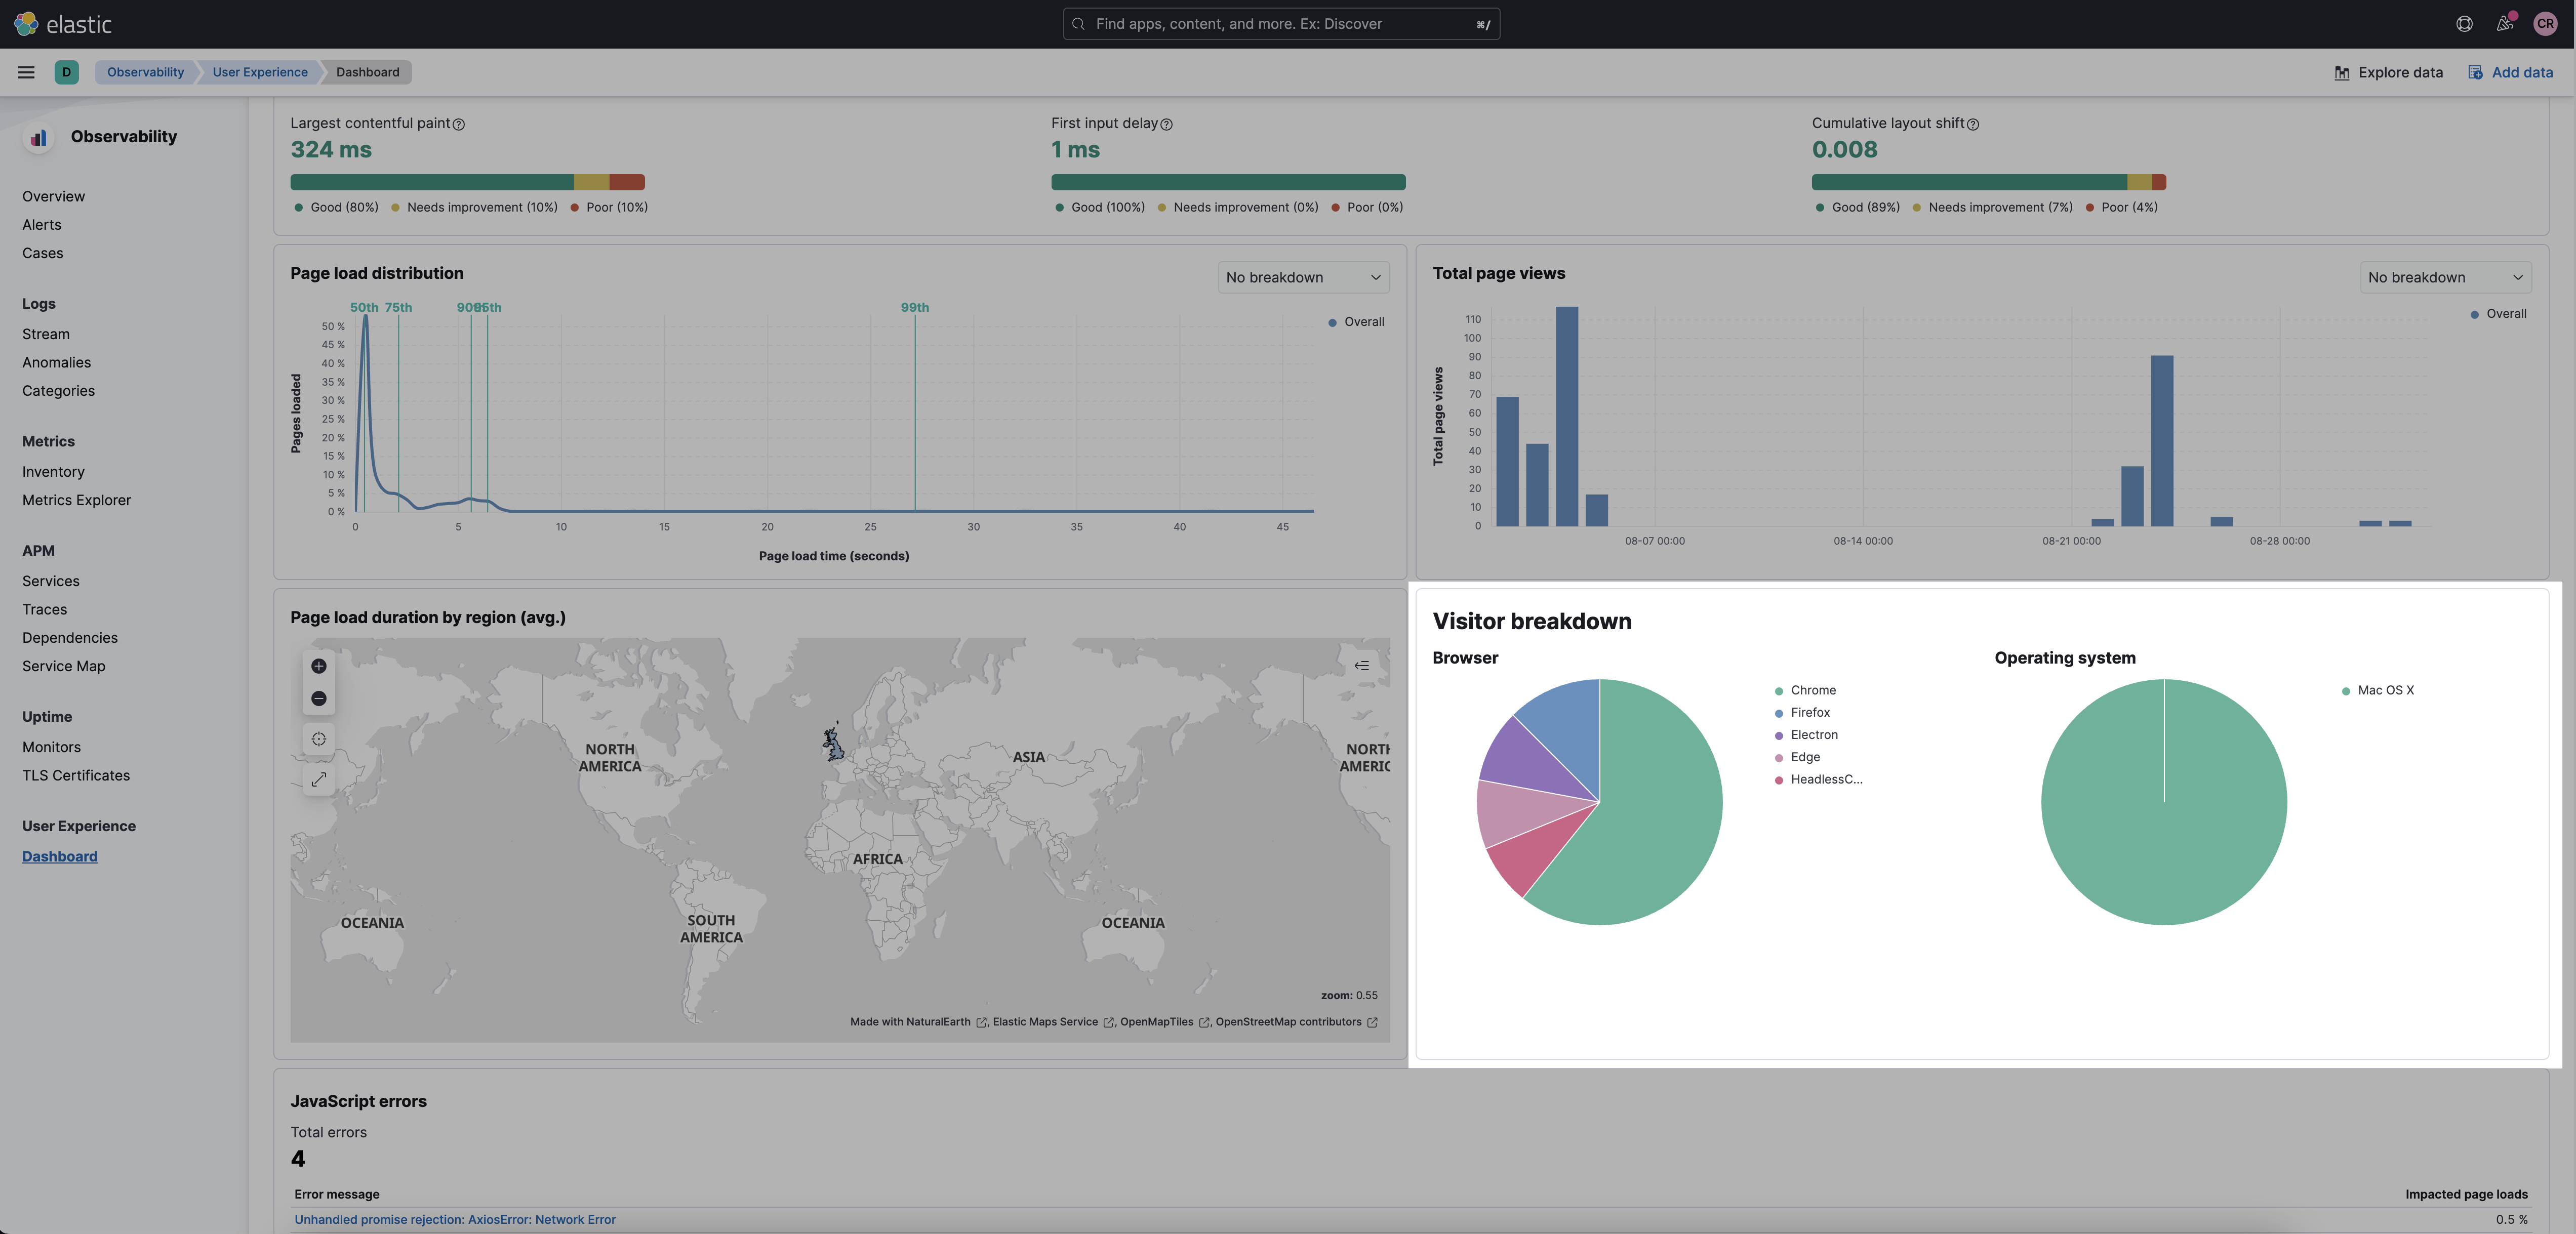 elastic
Find apps, content, and more. Ex: Discover
⌘/
CR
D
Observability
User Experience
Dashboard
Explore data
Add data
Observability
Overview
Alerts
Cases
Logs
Stream
Anomalies
Categories
Metrics
Inventory
Metrics Explorer
APM
Services
Traces
Dependencies
Service Map
Uptime
Monitors
TLS Certificates
User Experience
Dashboard
Largest contentful paint
324 ms
Good (80%) Needs improvement (10%) Poor (10%)
First input delay
1 ms
Good (100%) Needs improvement (0%) Poor (0%)
Cumulative layout shift
0.008
Good (89%) Needs improvement (7%) Poor (4%)
Page load distribution
No breakdown
50th 75th 90th 95th 99th
Overall
Pages loaded
50 %
45 %
40 %
35 %
30 %
25 %
20 %
15 %
10 %
5 %
0 %
0 5 10 15 20 25 30 35 40 45
Page load time (seconds)
Total page views
No breakdown
Overall
Total page views
110
100
90
80
70
60
50
40
30
20
10
0
08-07 00:00 08-14 00:00 08-21 00:00 08-28 00:00
Page load duration by region (avg.)
NORTH
AMERICA
ASIA
NORTH
AMERIC
AFRICA
OCEANIA
SOUTH
AMERICA
OCEANIA
zoom: 0.55
Made with NaturalEarth, Elastic Maps Service, OpenMapTiles, OpenStreetMap contributors
Visitor breakdown
Browser
Chrome
Firefox
Electron
Edge
HeadlessC...
Operating system
Mac OS X
JavaScript errors
Total errors
4
Error message Impacted page loads
Unhandled promise rejection: AxiosError: Network Error 0.5 %